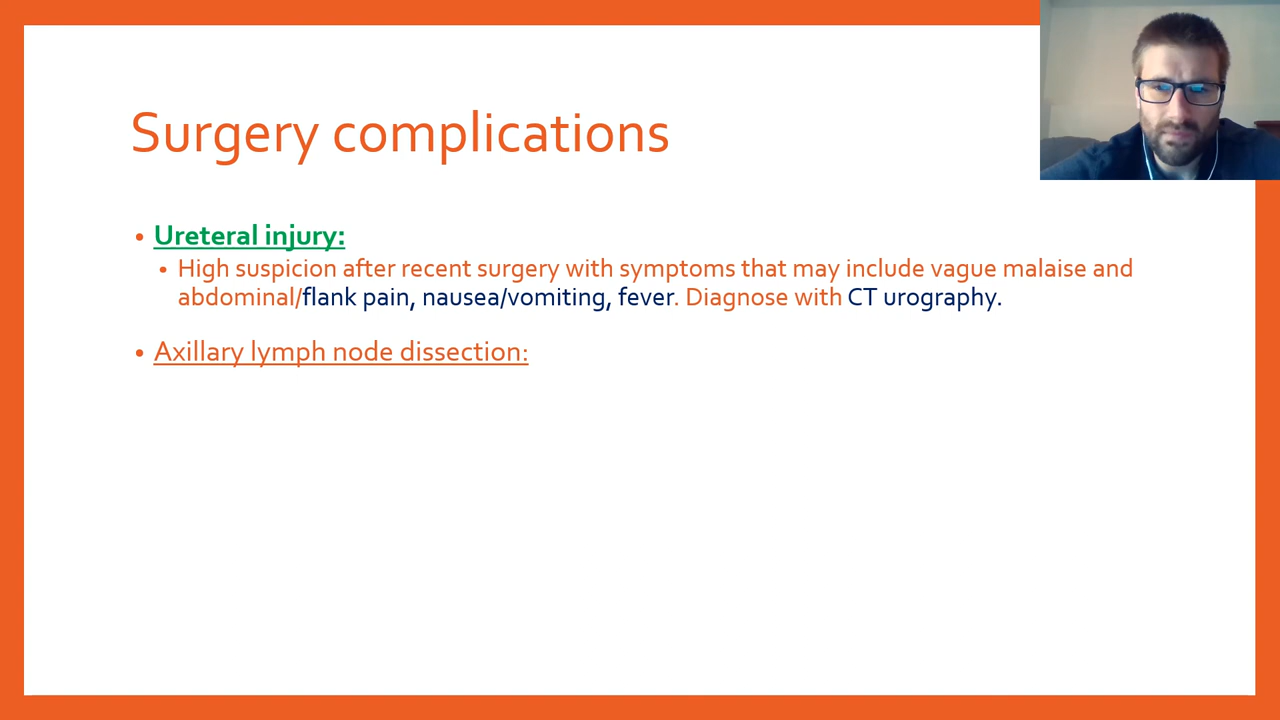 Surgery complications
• Ureteral injury:
• High suspicion after recent surgery with symptoms that may include vague malaise and
abdominal/flank pain, nausea/vomiting, fever. Diagnose with CT urography.
• Axillary lymph node dissection: